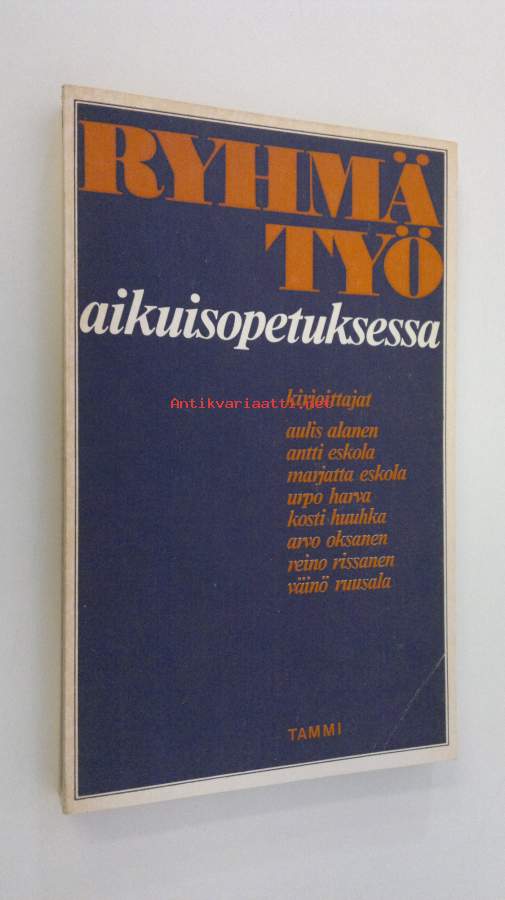 RYHMÄ
TYÖ
aikuisopetuksessa
kirjoittajat
Antikvariaatti.net
aulis alanen
antti eskola
marjatta eskola
urpo harva
kosti huuhka
arvo oksanen
reino rissanen
väinö ruusala
TAMMI